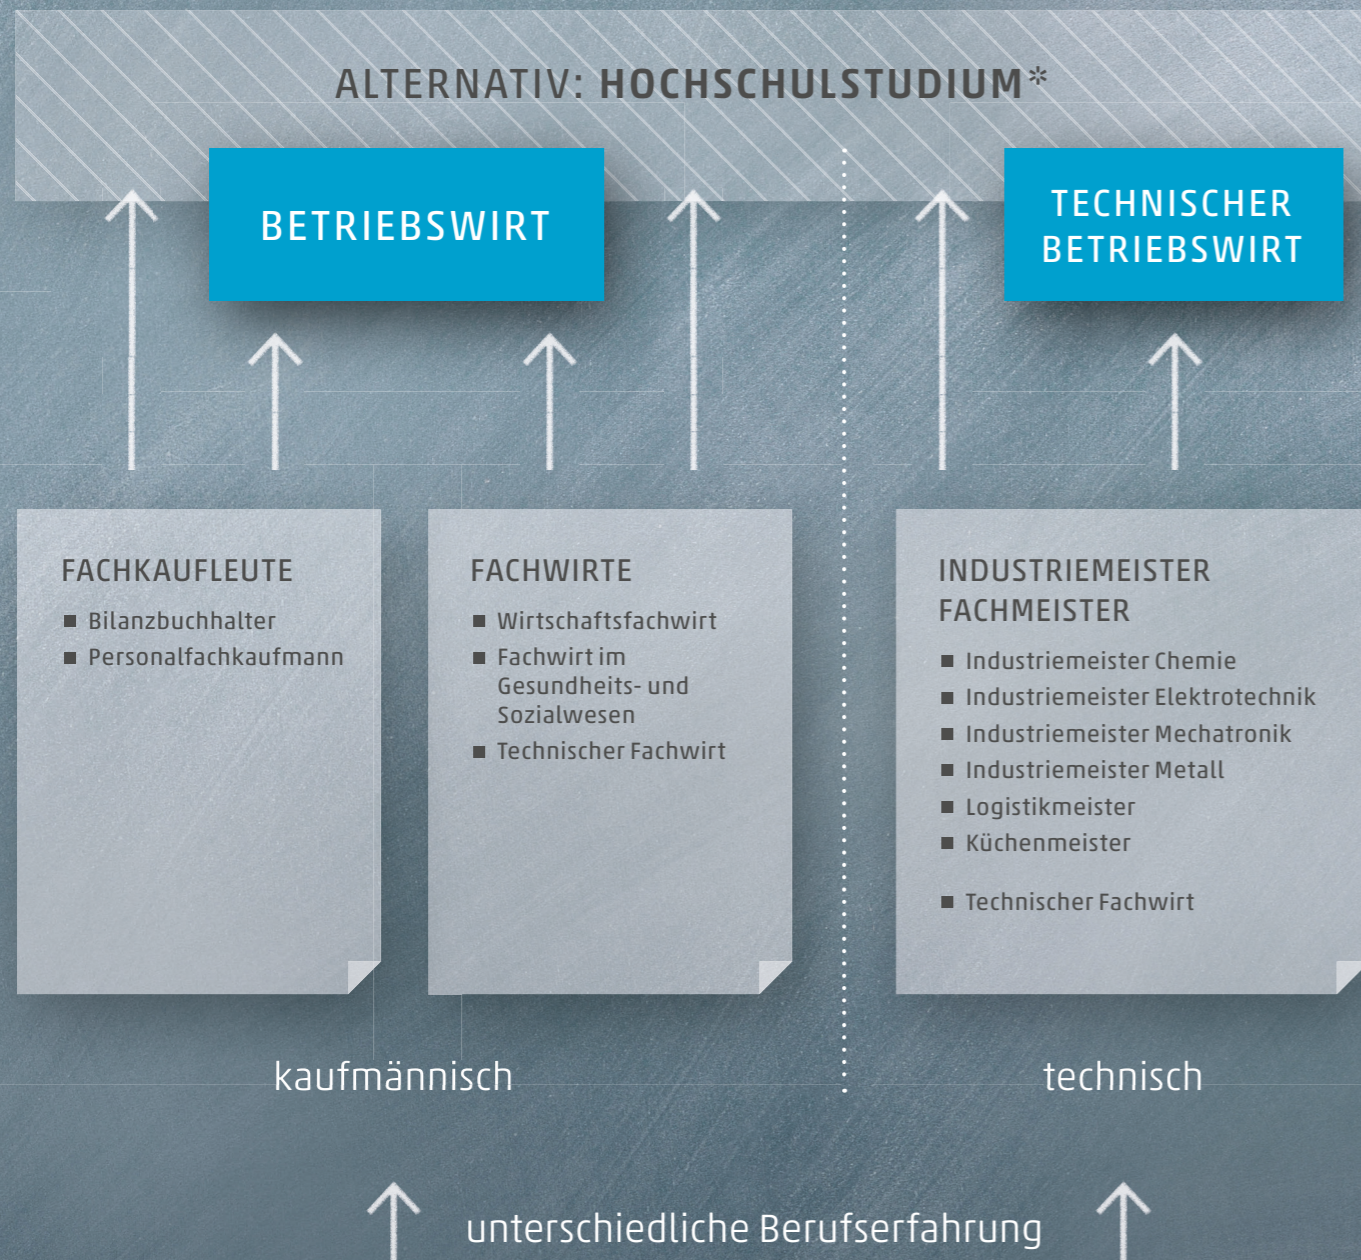 ALTERNATIV: HOCHSCHULSTUDIUM*
BETRIEBSWIRT
TECHNISCHER
BETRIEBSWIRT
FACHKAUFLEUTE
■ Bilanzbuchhalter
■ Personalfachkaufmann
FACHWIRTE
■ Wirtschaftsfachwirt
■ Fachwirt im
Gesundheits- und
Sozialwesen
■ Technischer Fachwirt
INDUSTRIEMEISTER
FACHMEISTER
■ Industriemeister Chemie
■ Industriemeister Elektrotechnik
■ Industriemeister Mechatronik
■ Industriemeister Metall
■ Logistikmeister
■ Küchenmeister
■ Technischer Fachwirt
kaufmännisch
technisch
unterschiedliche Berufserfahrung